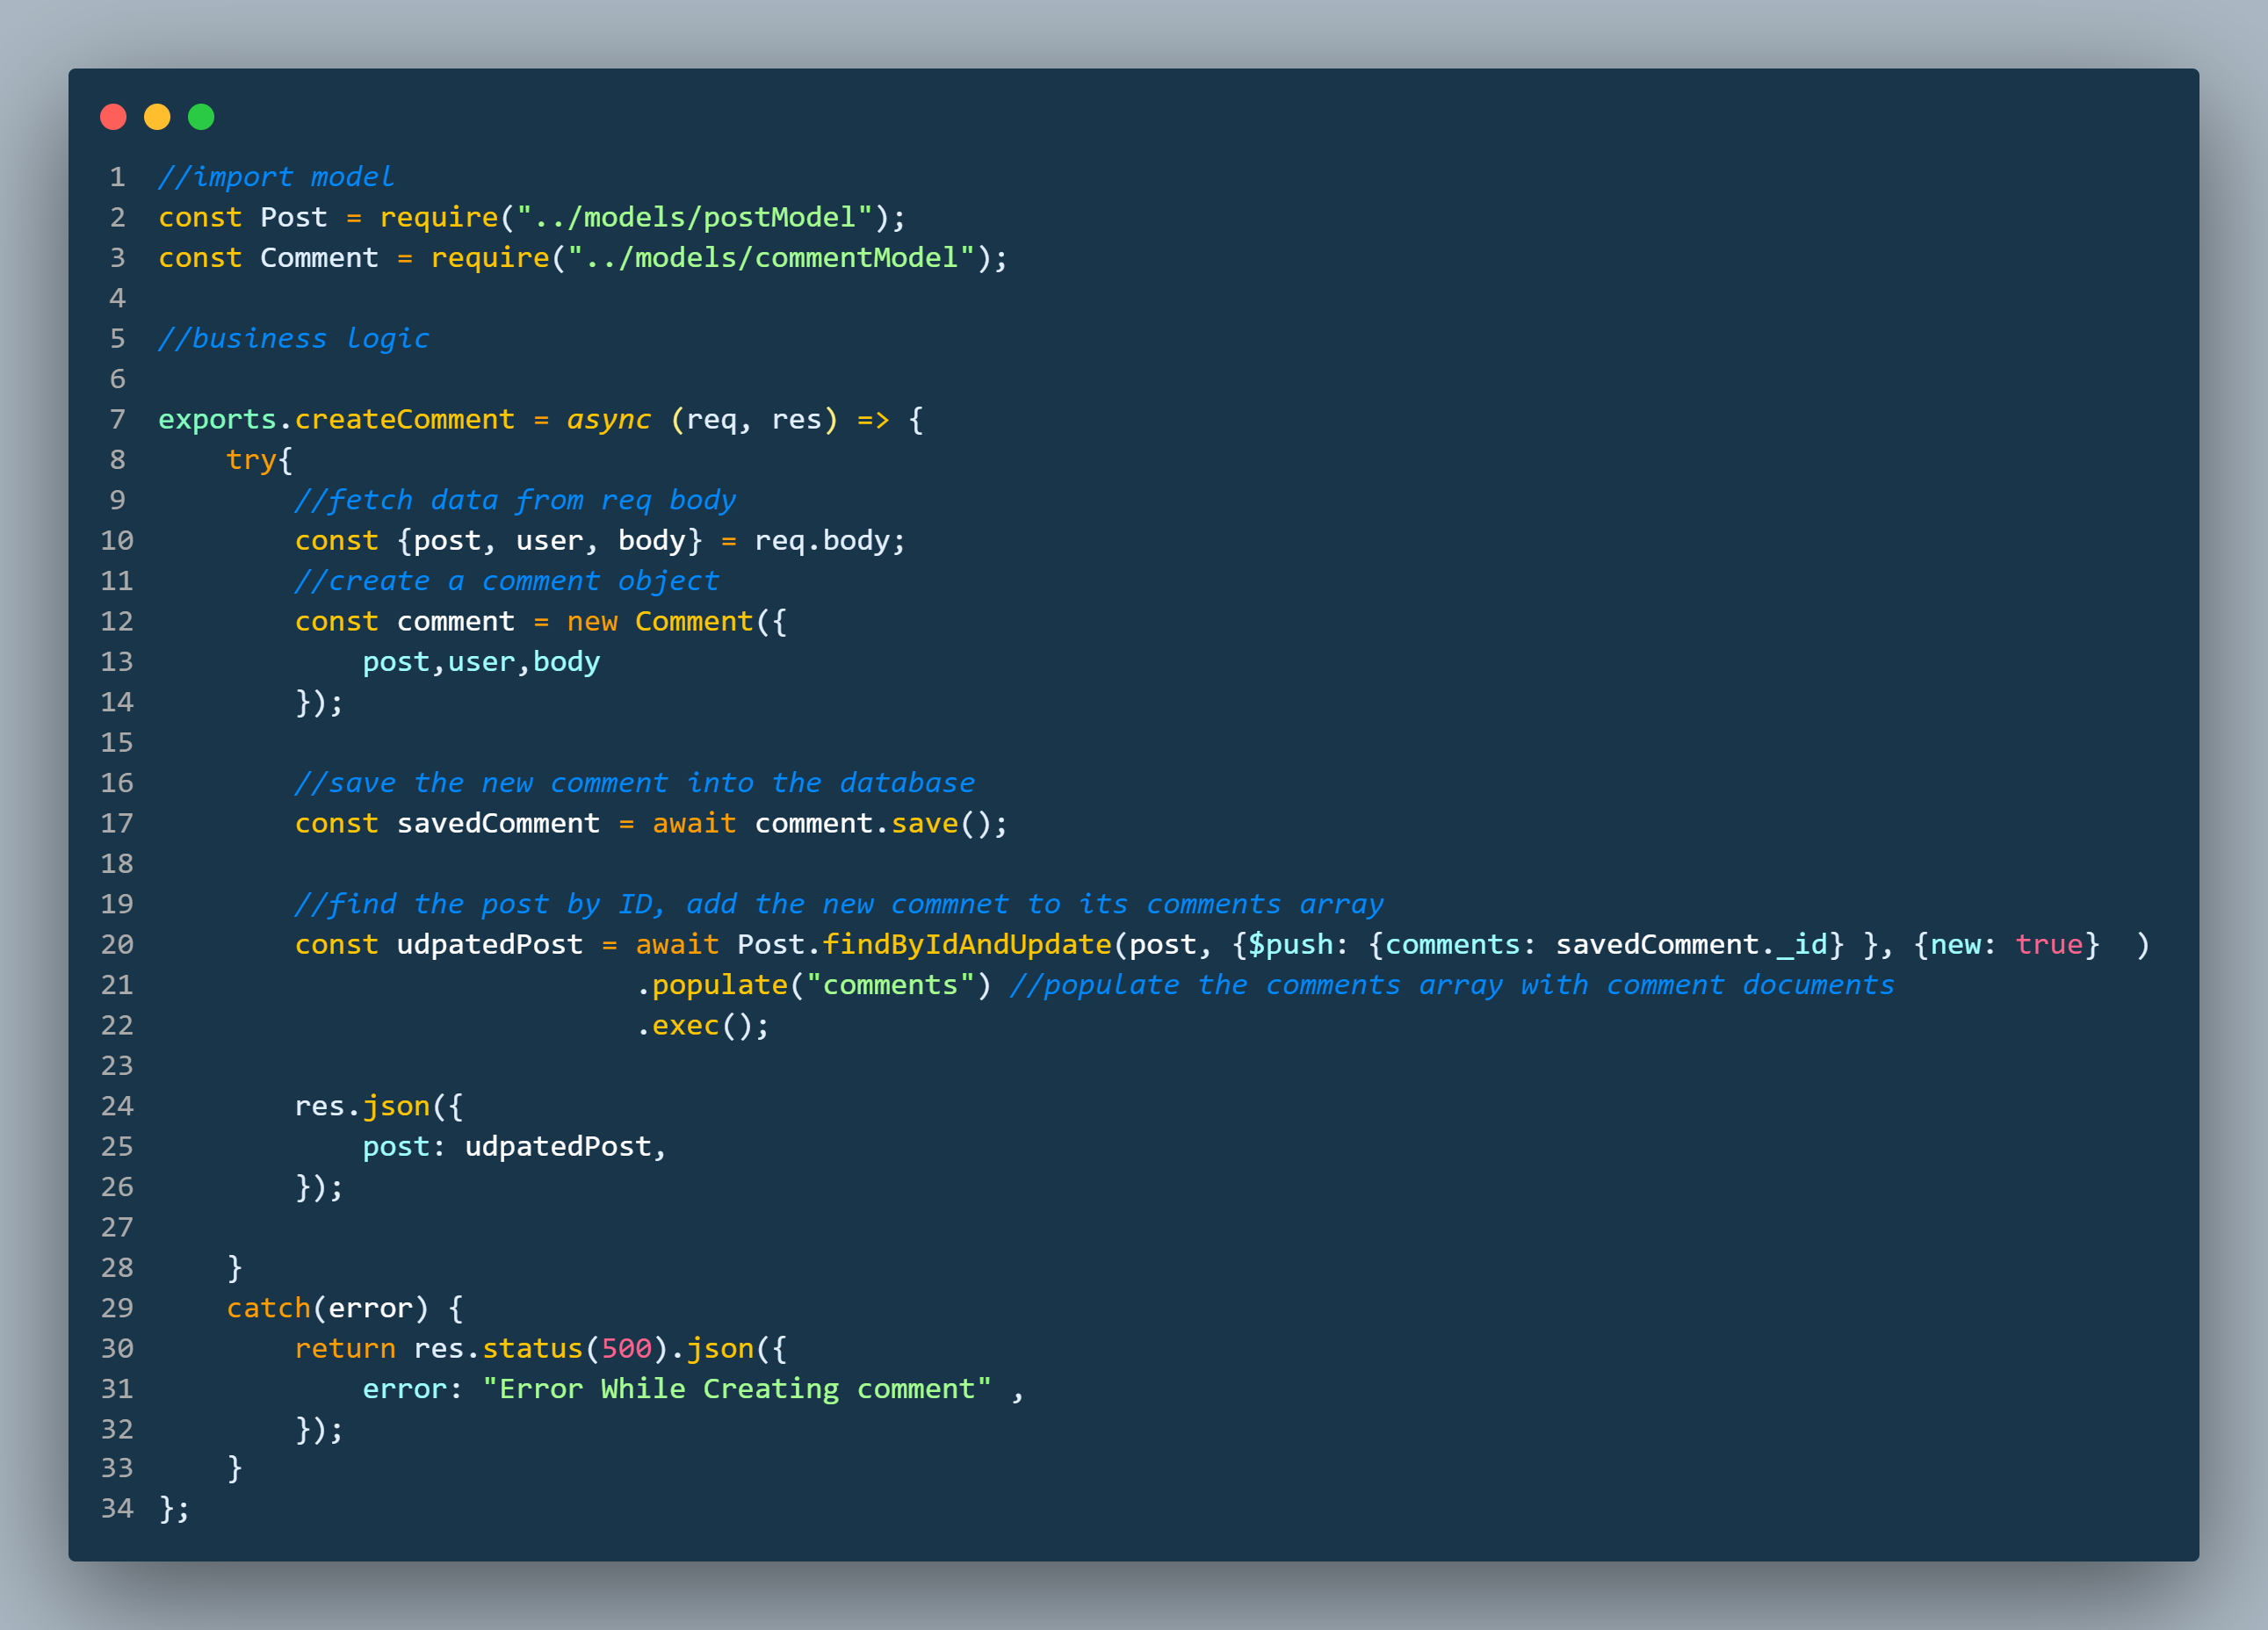 1 //import model
2 const Post = require("../models/postModel");
3 const Comment = require("../models/commentModel");
4
5 //business logic
6
7 exports.createComment = async (req, res) => {
8     try{
9         //fetch data from req body
10         const {post, user, body} = req.body;
11         //create a comment object
12         const comment = new Comment({
13             post,user,body
14         });
15
16         //save the new comment into the database
17         const savedComment = await comment.save();
18
19         //find the post by ID, add the new commnet to its comments array
20         const udpatedPost = await Post.findByIdAndUpdate(post, {$push: {comments: savedComment._id} }, {new: true}  )
21                             .populate("comments") //populate the comments array with comment documents
22                             .exec();
23
24         res.json({
25             post: udpatedPost,
26         });
27
28     }
29     catch(error) {
30         return res.status(500).json({
31             error: "Error While Creating comment" ,
32         });
33     }
34 };